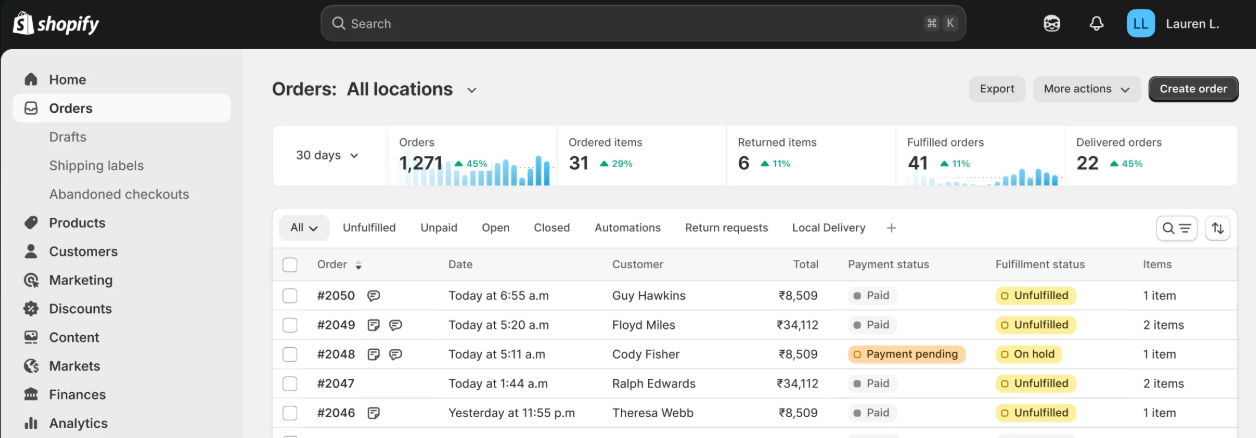 shopify
Search ⌘ K
LL Lauren L.
Home
Orders
Drafts
Shipping labels
Abandoned checkouts
Products
Customers
Marketing
Discounts
Content
Markets
Finances
Analytics
Orders: All locations
Export More actions Create order
30 days
Orders
1,271 45%
Ordered items
31 29%
Returned items
6 11%
Fulfilled orders
41 11%
Delivered orders
22 45%
All Unfulfilled Unpaid Open Closed Automations Return requests Local Delivery +
Order Date Customer Total Payment status Fulfillment status Items
#2050 Today at 6:55 a.m Guy Hawkins ₹8,509 Paid Unfulfilled 1 item
#2049 Today at 5:20 a.m Floyd Miles ₹34,112 Paid Unfulfilled 2 items
#2048 Today at 5:11 a.m Cody Fisher ₹8,509 Payment pending On hold 1 item
#2047 Today at 1:44 a.m Ralph Edwards ₹34,112 Paid Unfulfilled 2 items
#2046 Yesterday at 11:55 p.m Theresa Webb ₹8,509 Paid Unfulfilled 1 item